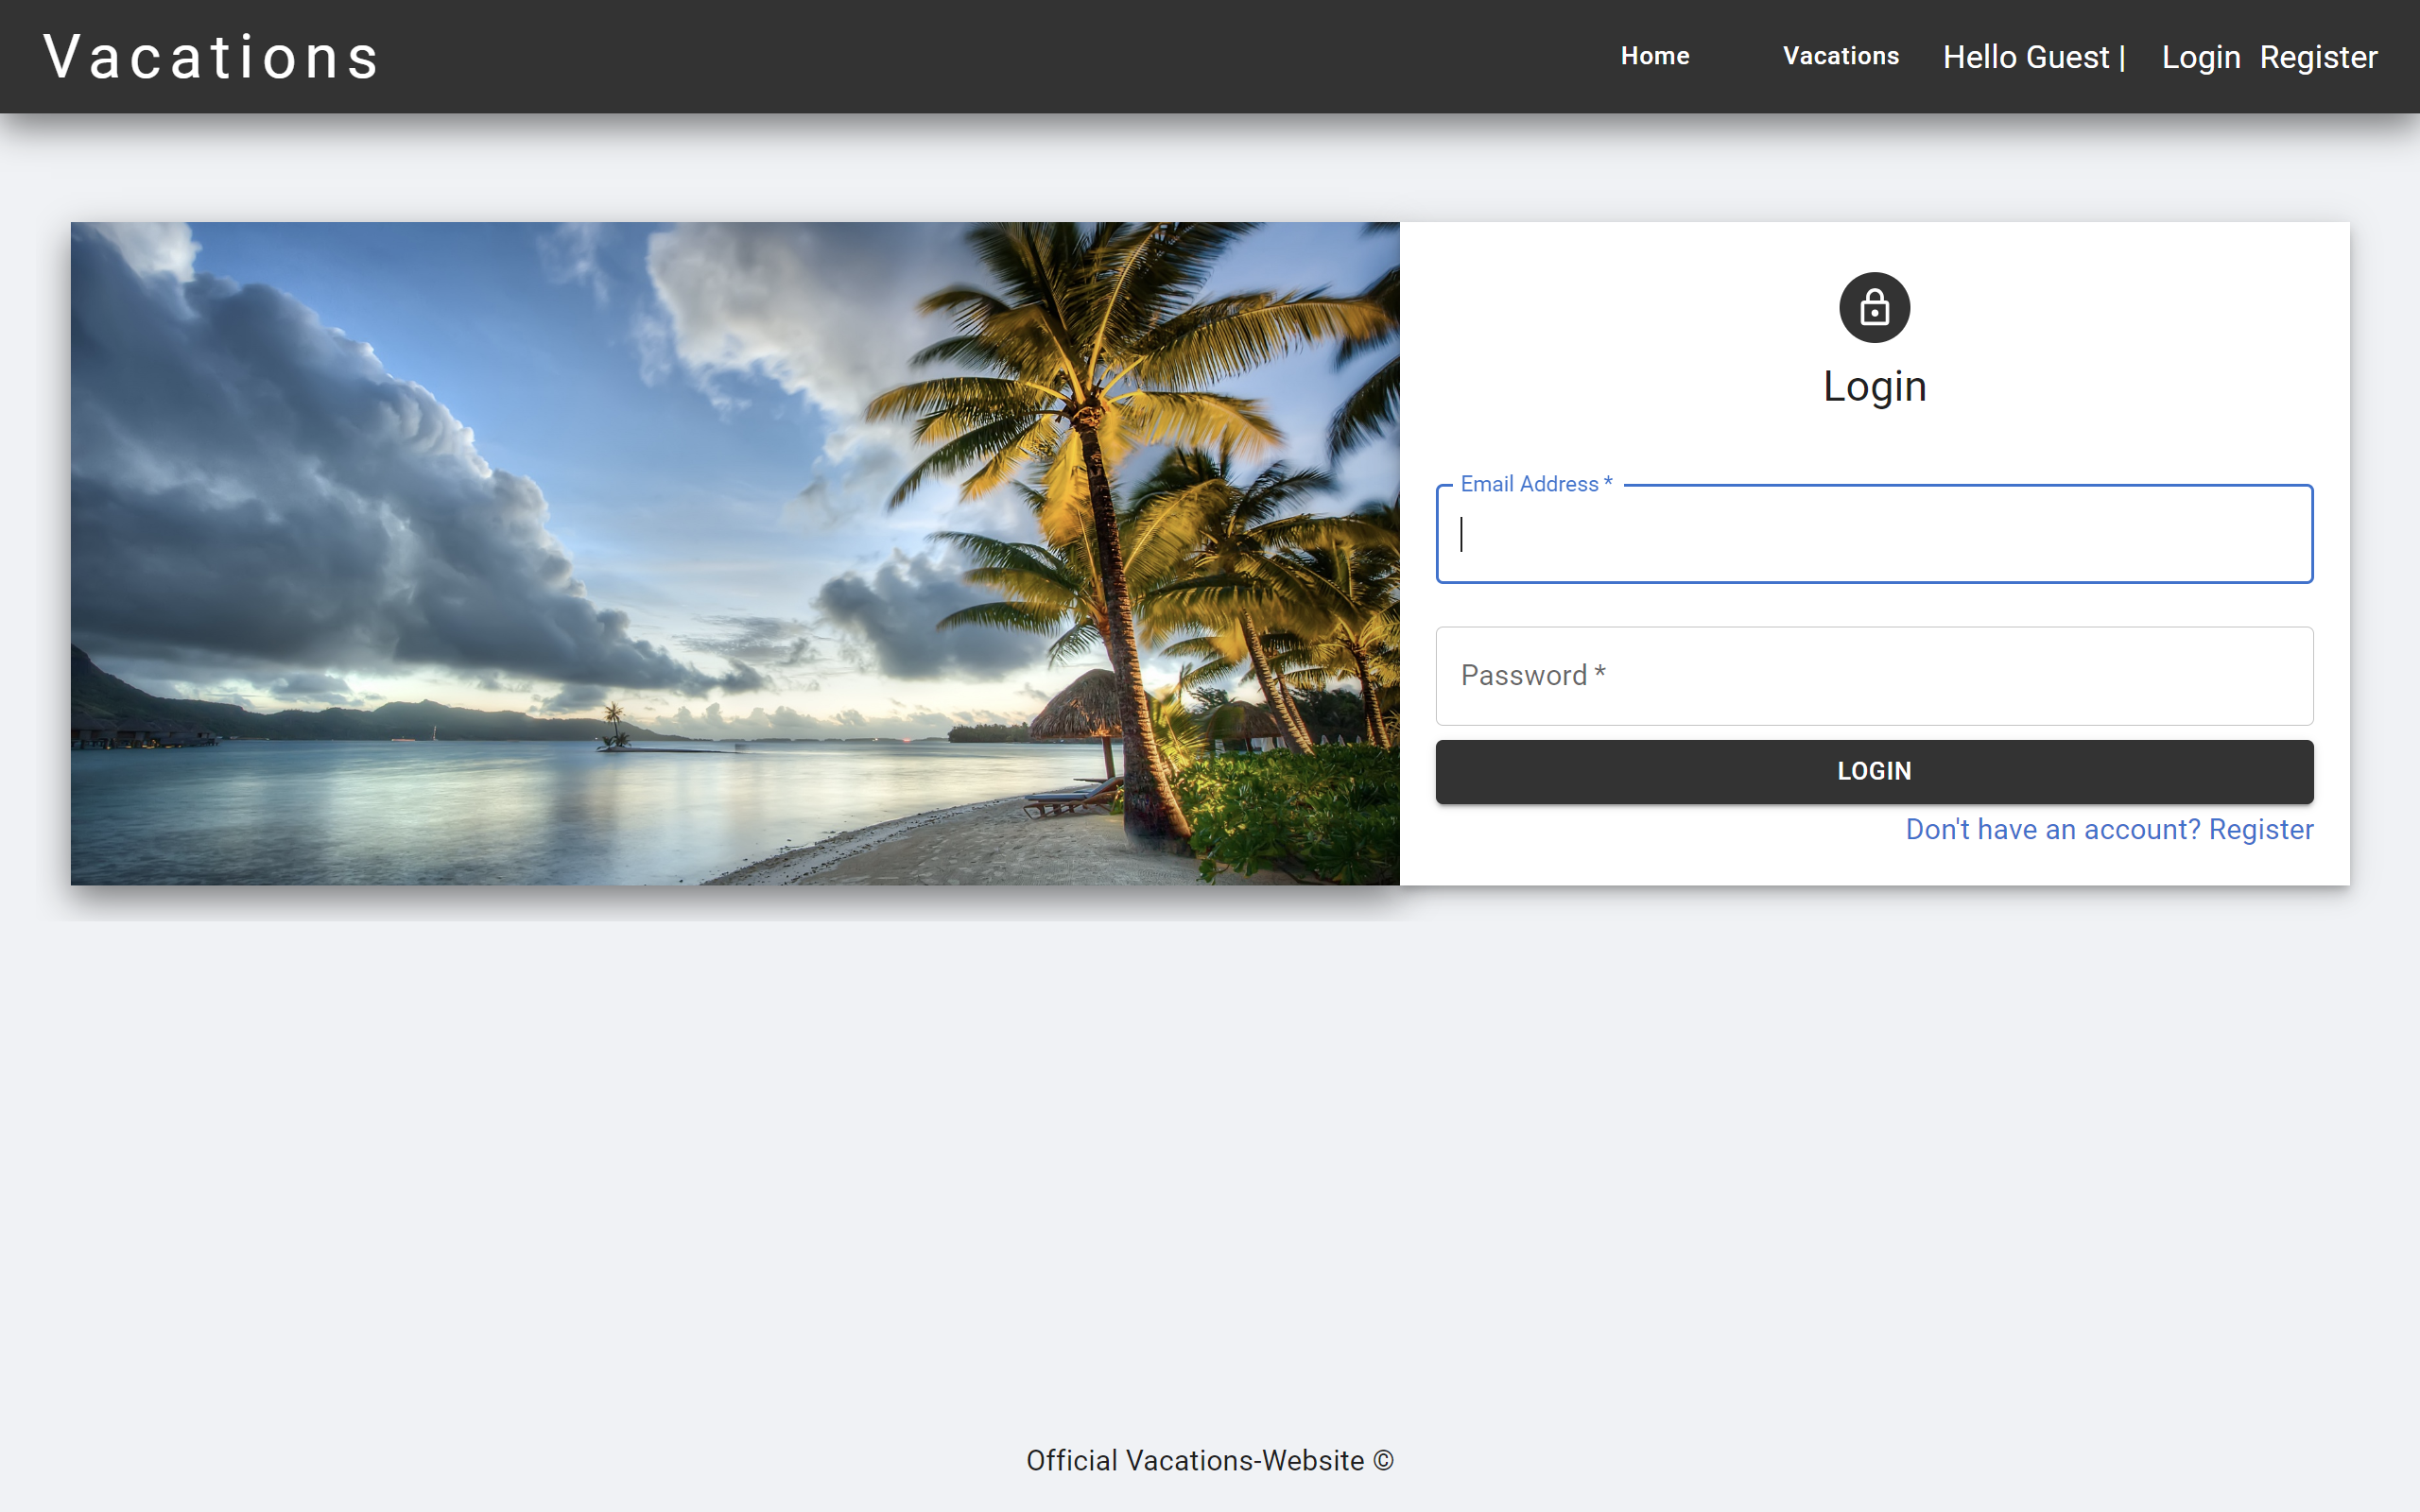 Vacations
Home Vacations Hello Guest | Login Register
Login
Email Address *
Password *
LOGIN
Don't have an account? Register
Official Vacations-Website ©